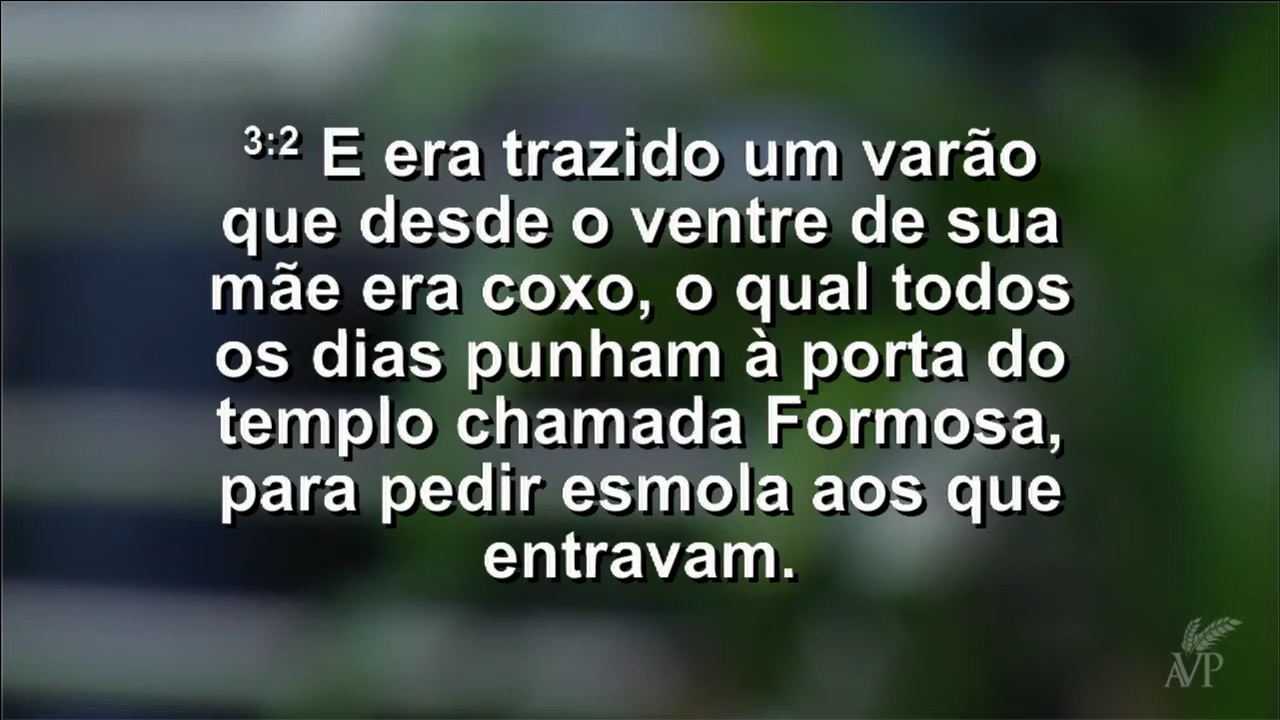 3:2 E era trazido um varão
que desde o ventre de sua
mãe era coxo, o qual todos
os dias punham à porta do
templo chamada Formosa,
para pedir esmola aos que
entravam.
AVP